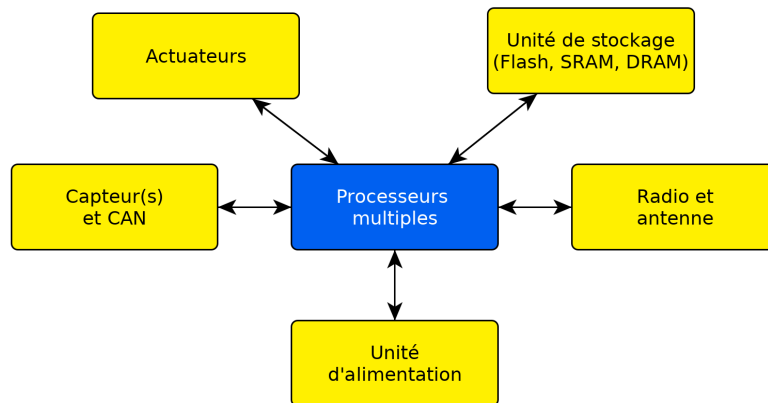 Actuateurs
Unité de stockage
(Flash, SRAM, DRAM)
Capteur(s)
et CAN
Processeurs
multiples
Radio et
antenne
Unité
d'alimentation